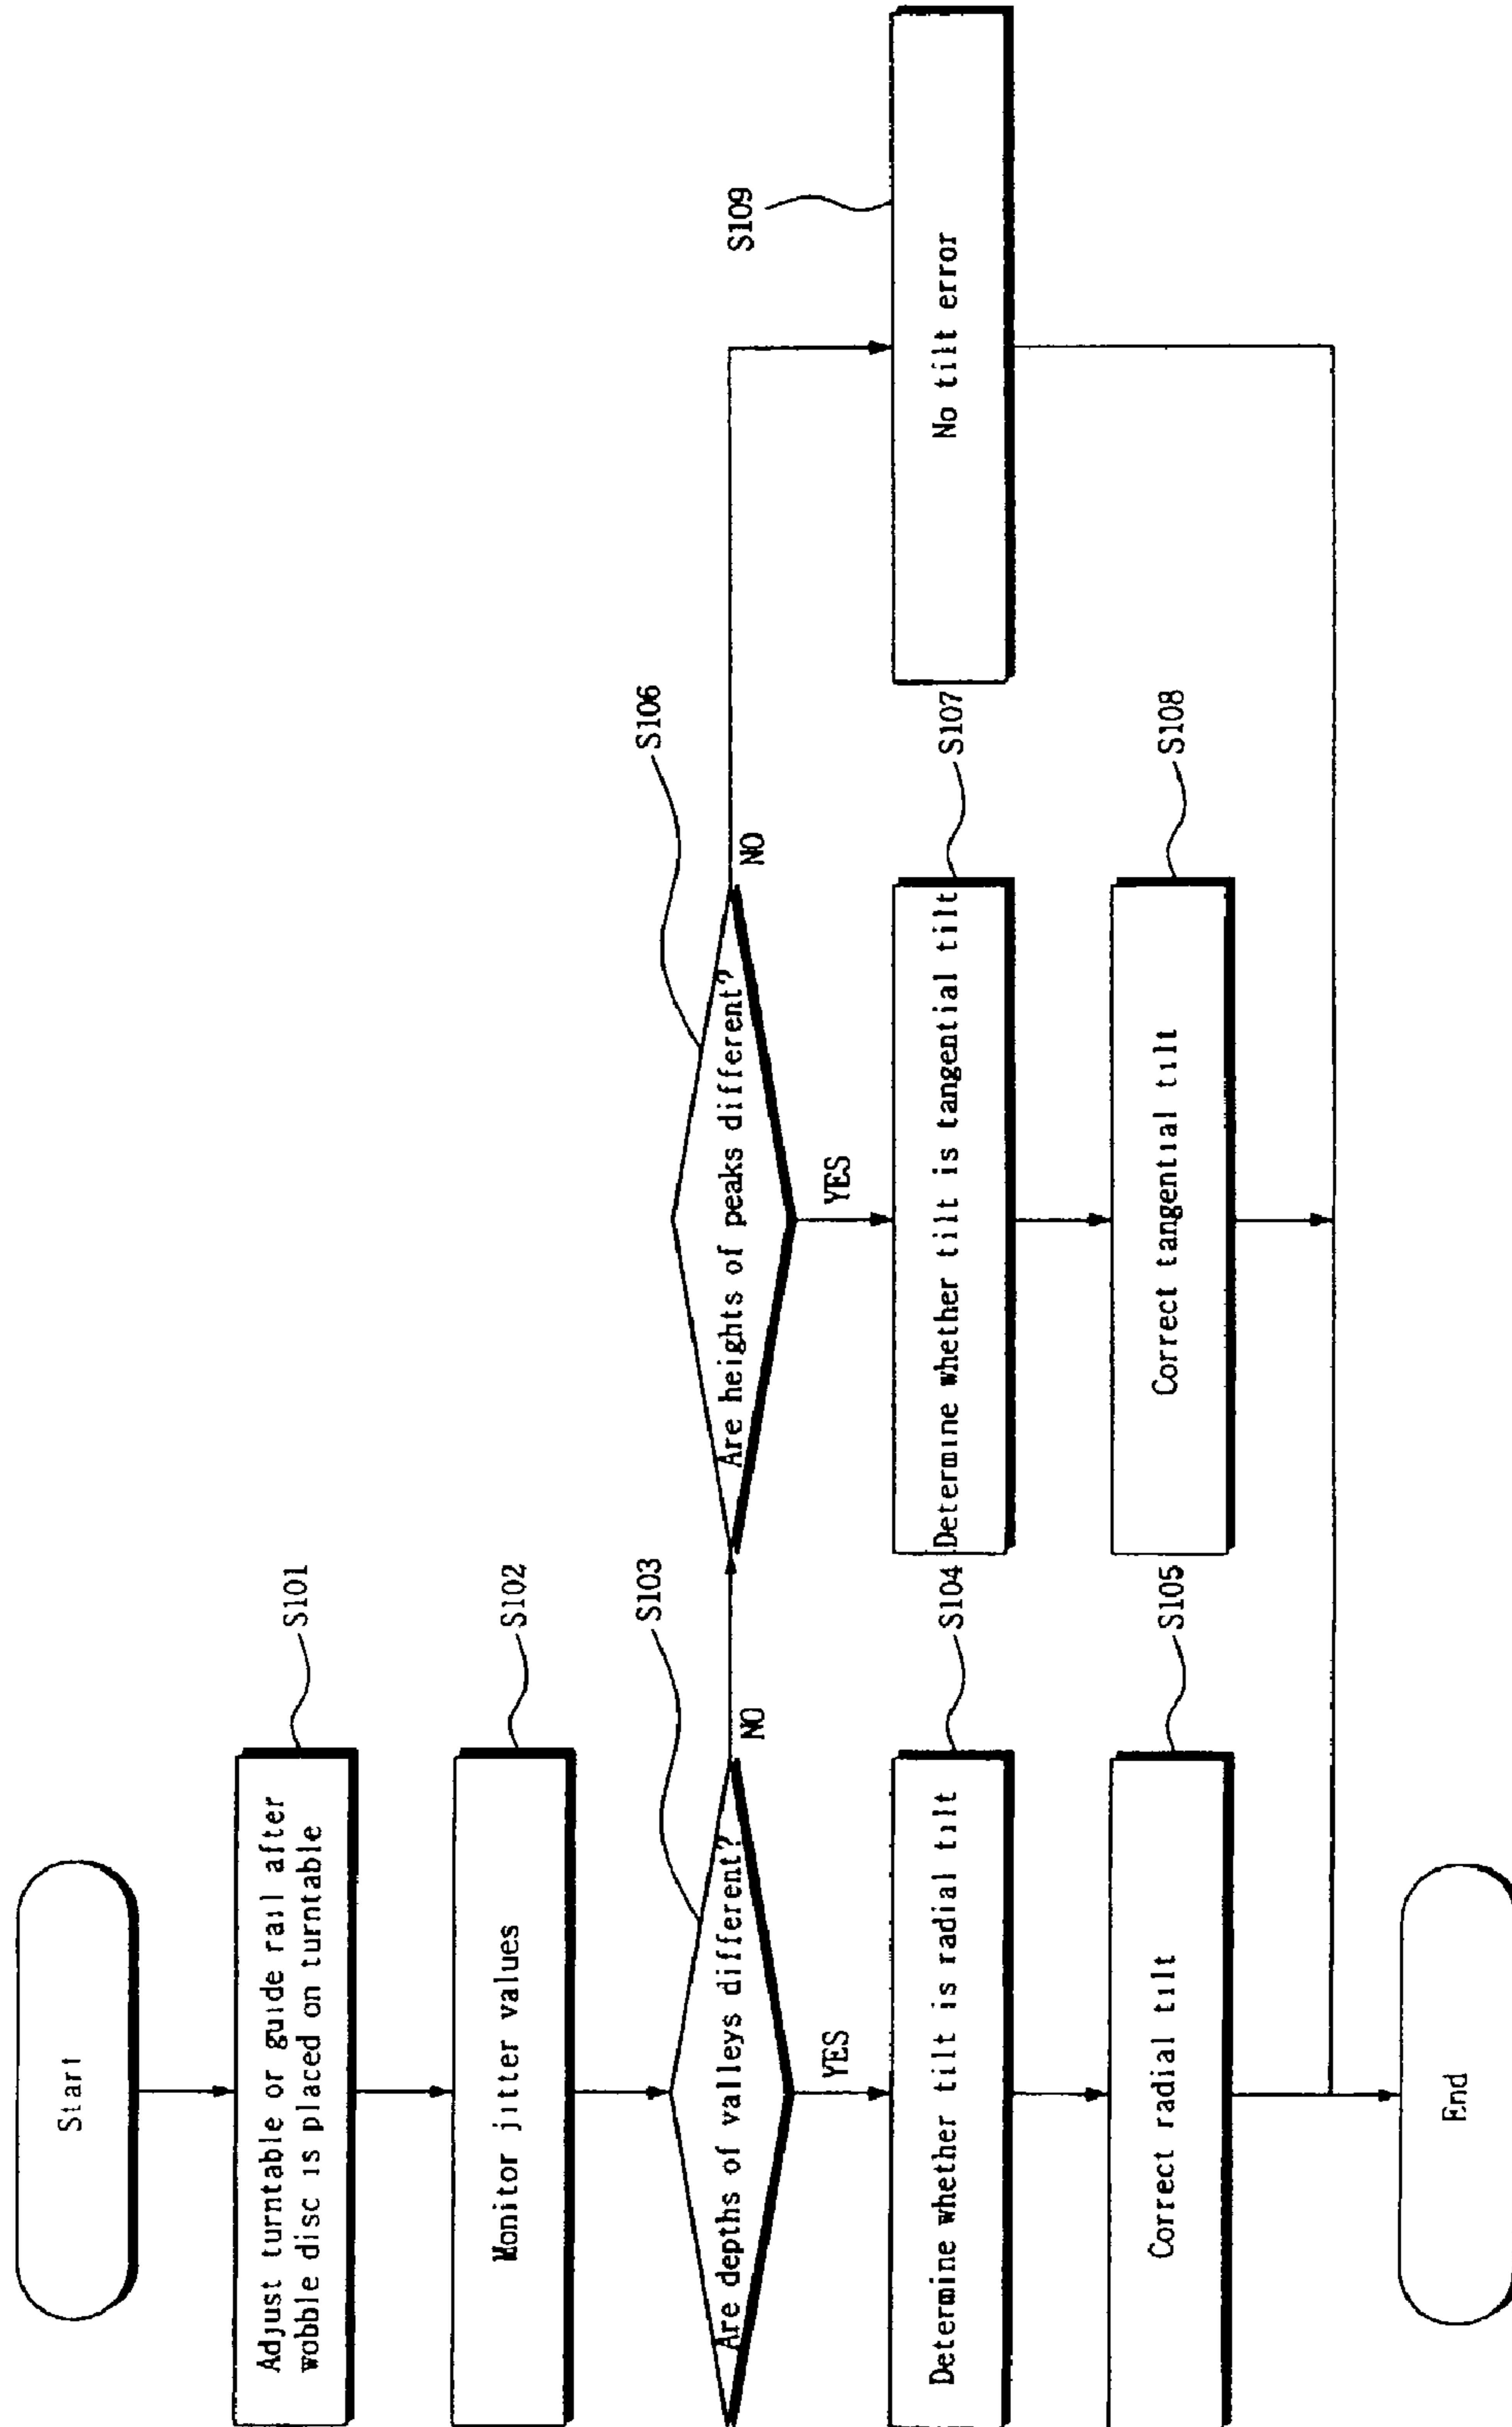 Start
Adjust turntable or guide rail after
wobble disc is placed on turntable
S101
Monitor jitter values
S102
Are depths of valleys different?
S103
NO
YES
Are heights of peaks different?
S106
NO
YES
Determine whether tilt is radial tilt
S104
Determine whether tilt is tangential tilt
S107
No tilt error
S109
Correct radial tilt
S105
Correct tangential tilt
S108
End